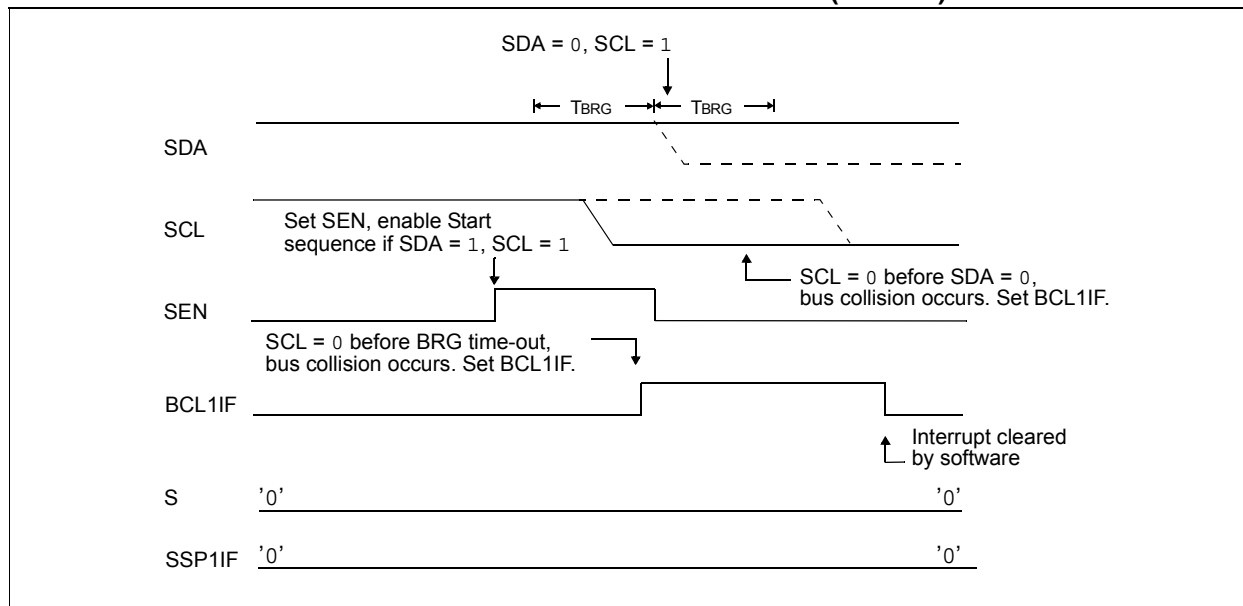 SDA = 0, SCL = 1
TBRG TBRG
SDA
SCL
Set SEN, enable Start
sequence if SDA = 1, SCL = 1
SCL = 0 before SDA = 0,
bus collision occurs. Set BCL1IF.
SEN
SCL = 0 before BRG time-out,
bus collision occurs. Set BCL1IF.
BCL1IF
Interrupt cleared
by software
S '0' '0'
SSP1IF '0' '0'